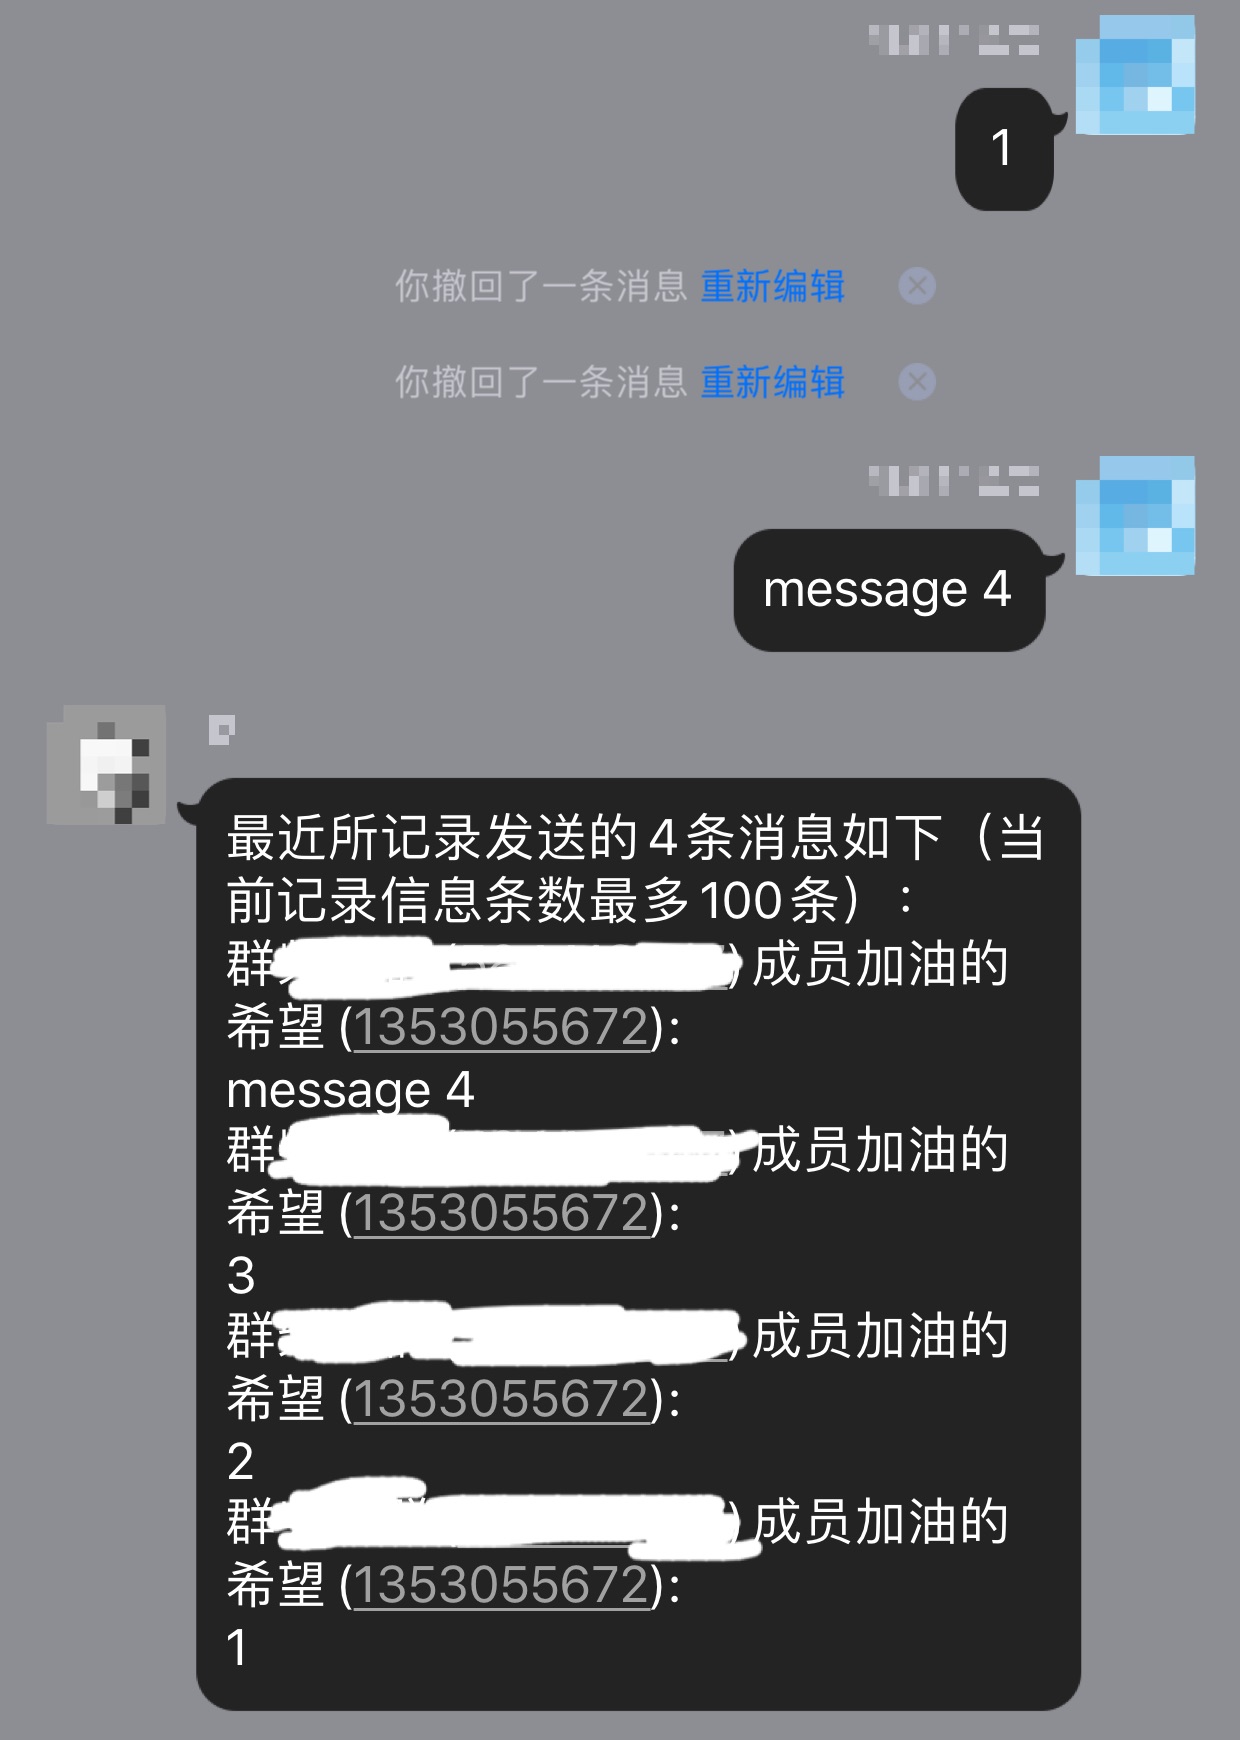 1
你撤回了一条消息 重新编辑
你撤回了一条消息 重新编辑
message 4
最近所记录发送的4条消息如下（当
前记录信息条数最多100条）：
群 )成员加油的
希望 (1353055672):
message 4
群 成员加油的
希望 (1353055672):
3
群 成员加油的
希望 (1353055672):
2
群 )成员加油的
希望 (1353055672):
1